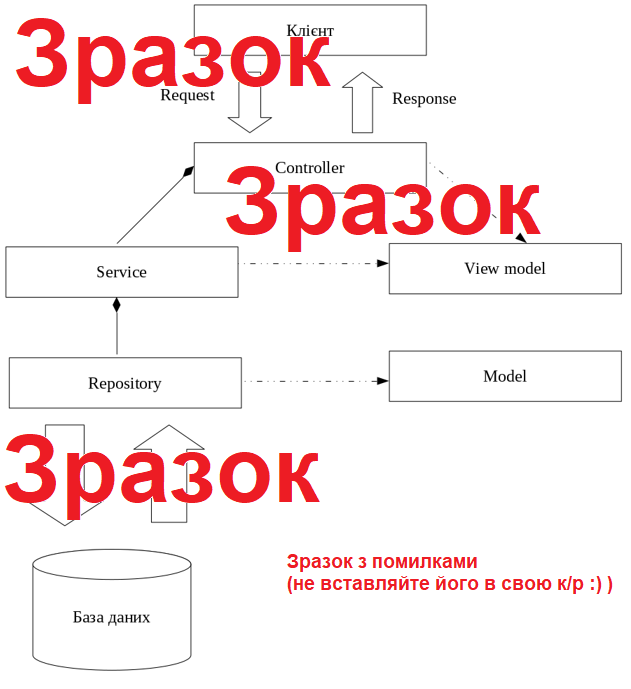 Клієнт
Зразок
Request
Response
Controller
Зразок
Service
View model
Repository
Model
Зразок
База даних
Зразок з помилками
(не вставляйте його в свою к/р :) )